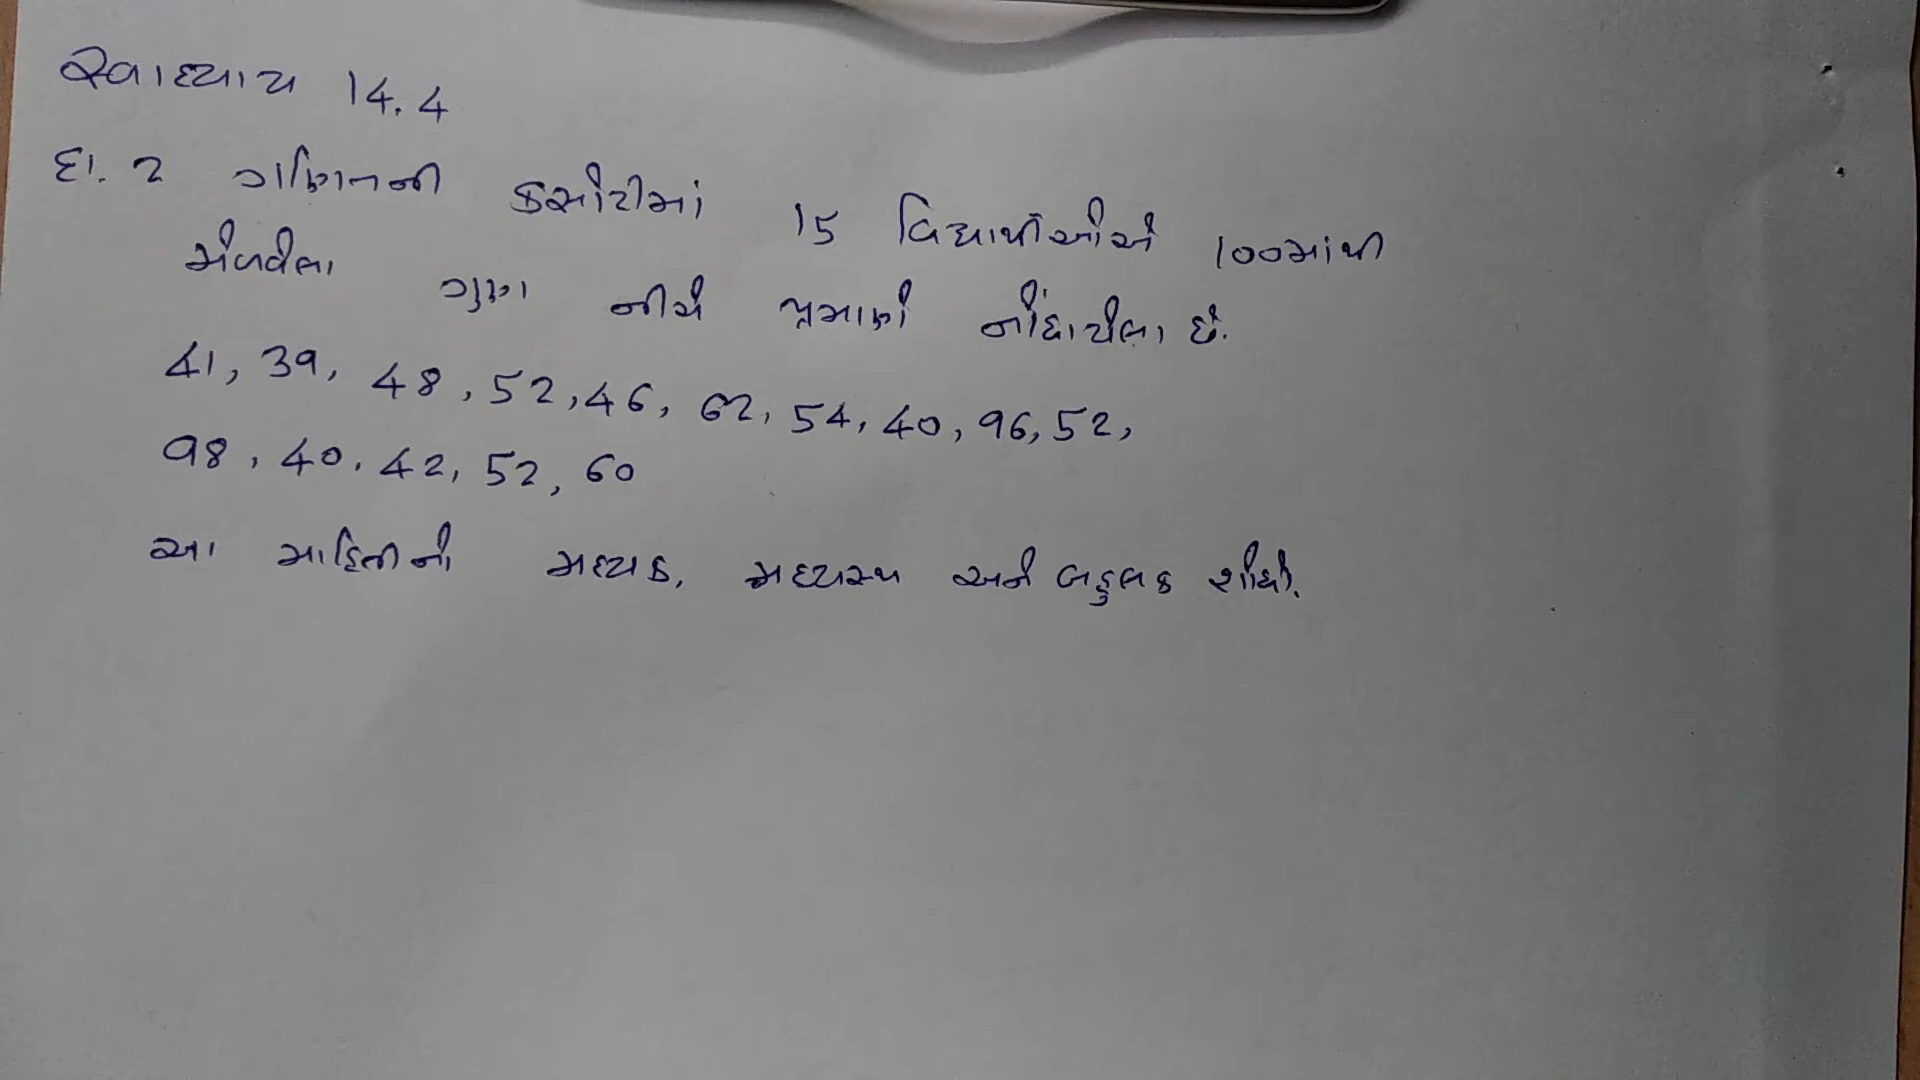 સ્વાધ્યાય 14.4
દા. 2 ગણિતની કસોટીમાં 15 વિદ્યાર્થીઓએ 100માંથી
મેળવેલા ગુણ નીચે પ્રમાણે નોંધાયેલા છે.
41, 39, 48, 52, 46, 62, 54, 40, 96, 52,
98, 40, 42, 52, 60
આ માહિતીનો મધ્યક, મધ્યસ્થ અને બહુલક શોધો.